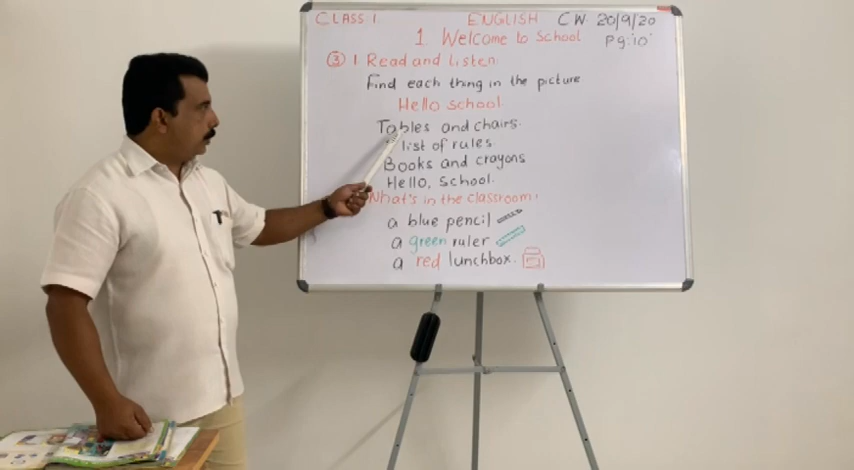 CLASS 1 ENGLISH CW 20/9/20
1. Welcome to School Pg:'10'
③ 1. Read and listen.
Find each thing in the picture
Hello school.
Tables and chairs.
list of rules.
Books and crayons
Hello, School.
What's in the classroom?
a blue pencil
a green ruler
a red lunchbox.